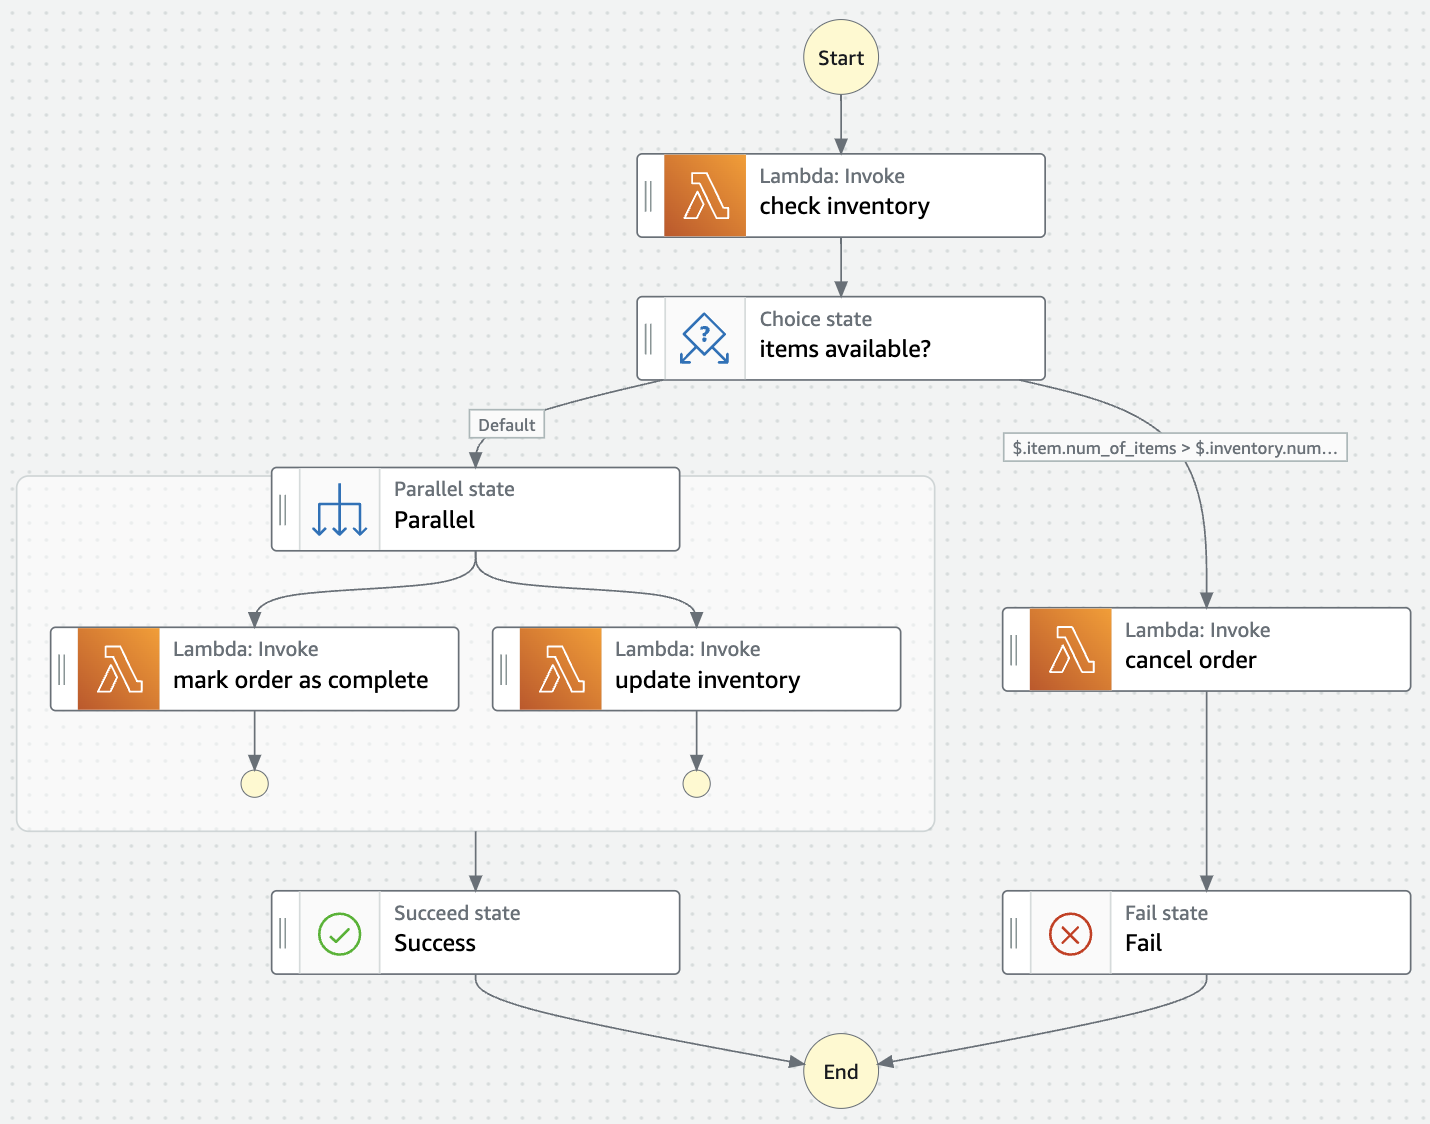 Start
Lambda: Invoke
check inventory
?
Choice state
items available?
Default
$.item.num_of_items > $.inventory.num...
Parallel state
Parallel
Lambda: Invoke
mark order as complete
Lambda: Invoke
update inventory
Lambda: Invoke
cancel order
Succeed state
Success
Fail state
Fail
End